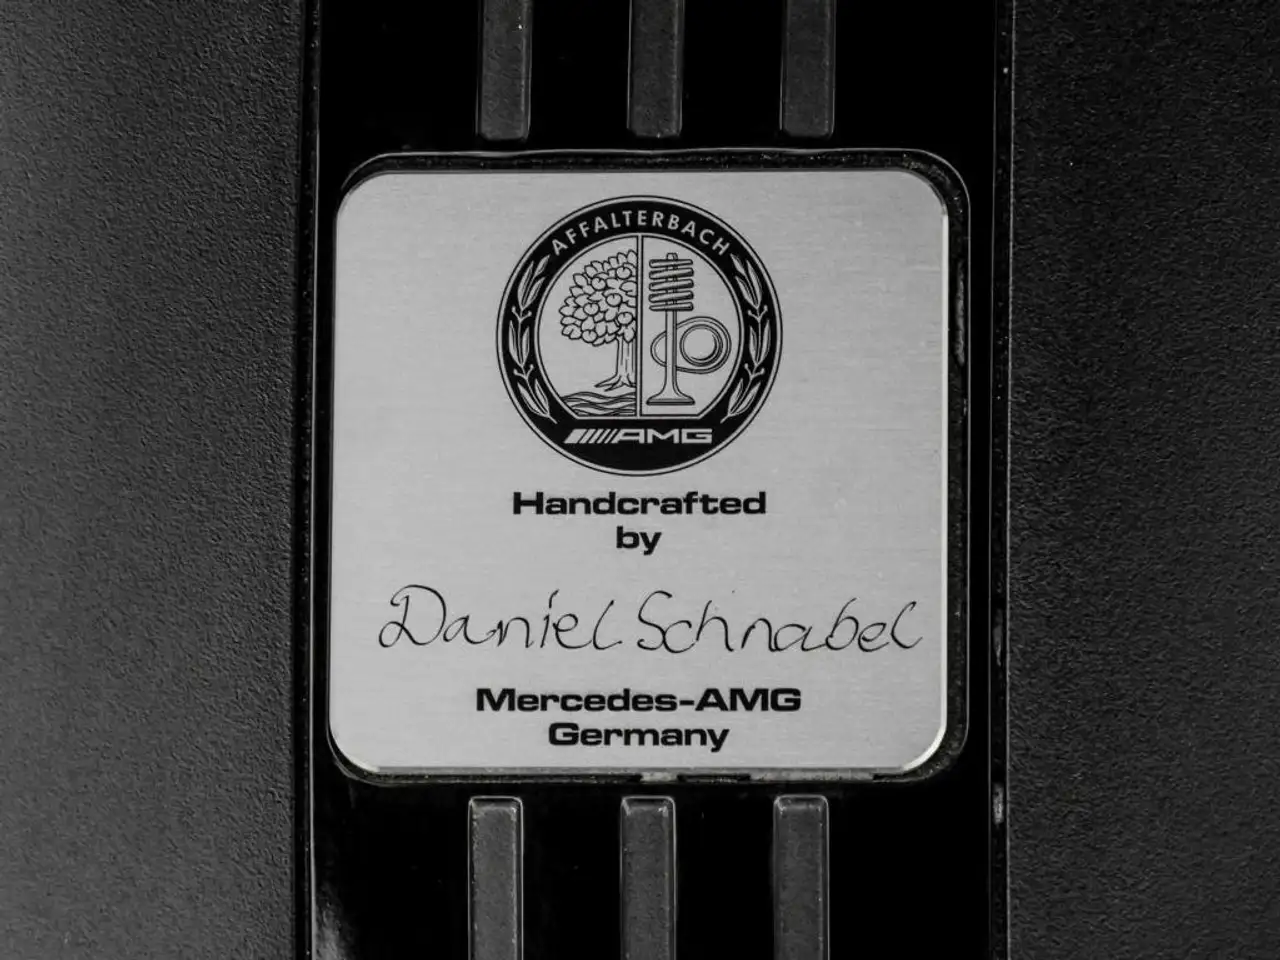 AFFALTERBACH
AMG
Handcrafted
by
Daniel Schnabel
Mercedes-AMG
Germany